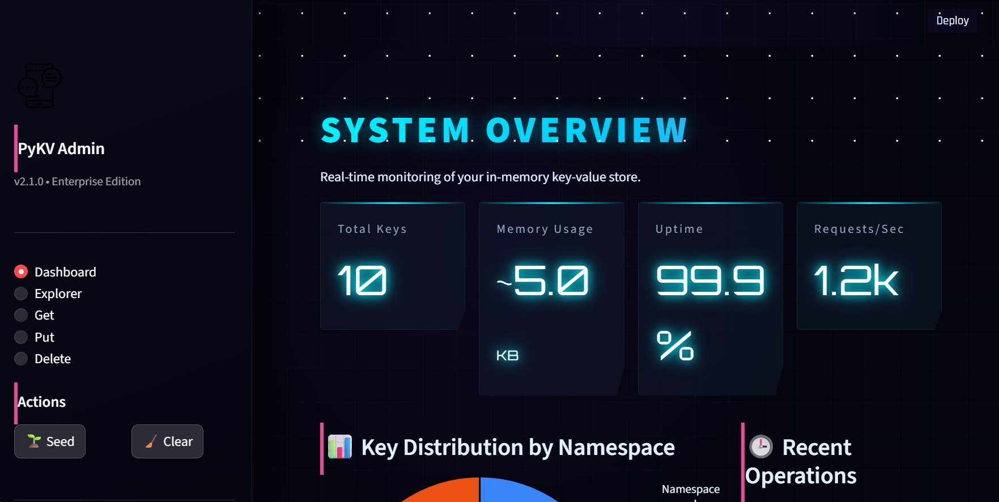 Deploy
PyKV Admin
v2.1.0 • Enterprise Edition
Dashboard
Explorer
Get
Put
Delete
Actions
Seed
Clear
SYSTEM OVERVIEW
Real-time monitoring of your in-memory key-value store.
Total Keys
10
Memory Usage
~5.0
KB
Uptime
99.9
%
Requests/Sec
1.2k
Key Distribution by Namespace
Namespace
Recent
Operations